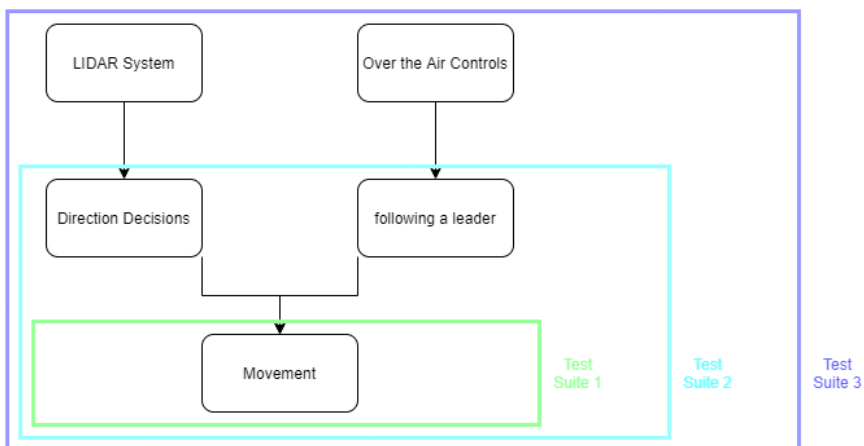 LIDAR System
Over the Air Controls
Direction Decisions
following a leader
Movement
Test
Suite 1
Test
Suite 2
Test
Suite 3